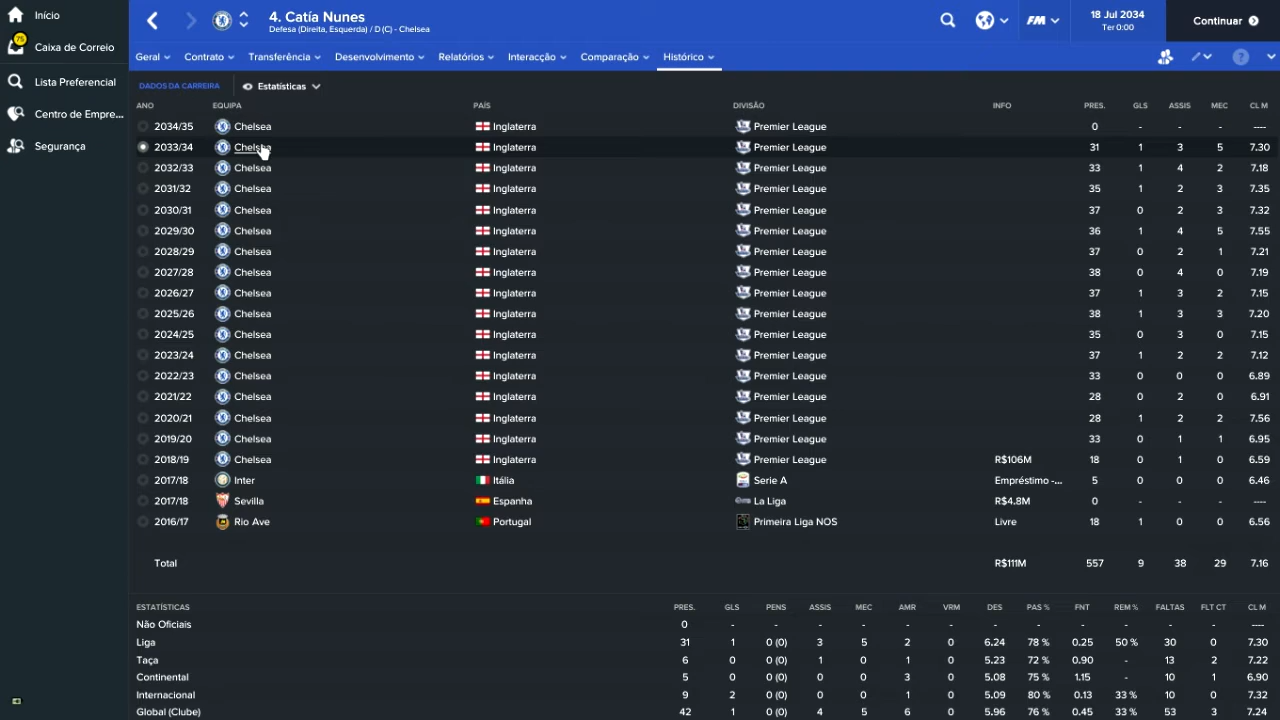 Início
4. Catía Nunes
Defesa (Direita, Esquerda) / D (C) - Chelsea
FM
18 Jul 2034
Ter 0:00
Continuar
75
Caixa de Correio
Lista Preferencial
Centro de Empre...
Segurança
Geral Contrato Transferência Desenvolvimento Relatórios Interacção Comparação Histórico
DADOS DA CARREIRA Estatísticas
ANO EQUIPA PAÍS DIVISÃO INFO PRES. GLS ASSIS MEC CL M
2034/35 Chelsea Inglaterra Premier League 0 - - - ----
2033/34 Chelsea Inglaterra Premier League 31 1 3 5 7.30
2032/33 Chelsea Inglaterra Premier League 33 1 4 2 7.18
2031/32 Chelsea Inglaterra Premier League 35 1 2 3 7.35
2030/31 Chelsea Inglaterra Premier League 37 0 2 3 7.32
2029/30 Chelsea Inglaterra Premier League 36 1 4 5 7.55
2028/29 Chelsea Inglaterra Premier League 37 0 2 1 7.21
2027/28 Chelsea Inglaterra Premier League 38 0 4 0 7.19
2026/27 Chelsea Inglaterra Premier League 37 1 3 2 7.15
2025/26 Chelsea Inglaterra Premier League 38 1 3 3 7.20
2024/25 Chelsea Inglaterra Premier League 35 0 3 0 7.15
2023/24 Chelsea Inglaterra Premier League 37 1 2 2 7.12
2022/23 Chelsea Inglaterra Premier League 33 0 0 0 6.89
2021/22 Chelsea Inglaterra Premier League 28 0 2 0 6.91
2020/21 Chelsea Inglaterra Premier League 28 1 2 2 7.56
2019/20 Chelsea Inglaterra Premier League 33 0 1 1 6.95
2018/19 Chelsea Inglaterra Premier League R$106M 18 0 1 0 6.59
2017/18 Inter Itália Serie A Empréstimo -... 5 0 0 0 6.46
2017/18 Sevilla Espanha La Liga R$4.8M 0 - - - ----
2016/17 Rio Ave Portugal Primeira Liga NOS Livre 18 1 0 0 6.56
Total R$111M 557 9 38 29 7.16
ESTATÍSTICAS PRES. GLS PENS ASSIS MEC AMR VRM DES PAS % FNT REM % FALTAS FLT CT CL M
Não Oficiais 0 - - - - - - - - - - - - ----
Liga 31 1 0 (0) 3 5 2 0 6.24 78 % 0.25 50 % 30 0 7.30
Taça 6 0 0 (0) 1 0 1 0 5.23 72 % 0.90 - 13 2 7.22
Continental 5 0 0 (0) 0 0 3 0 5.08 75 % 1.15 - 10 1 6.90
Internacional 9 2 0 (0) 0 0 1 0 5.09 80 % 0.13 33 % 10 0 7.32
Global (Clube) 42 1 0 (0) 4 5 6 0 5.96 76 % 0.45 33 % 53 3 7.24